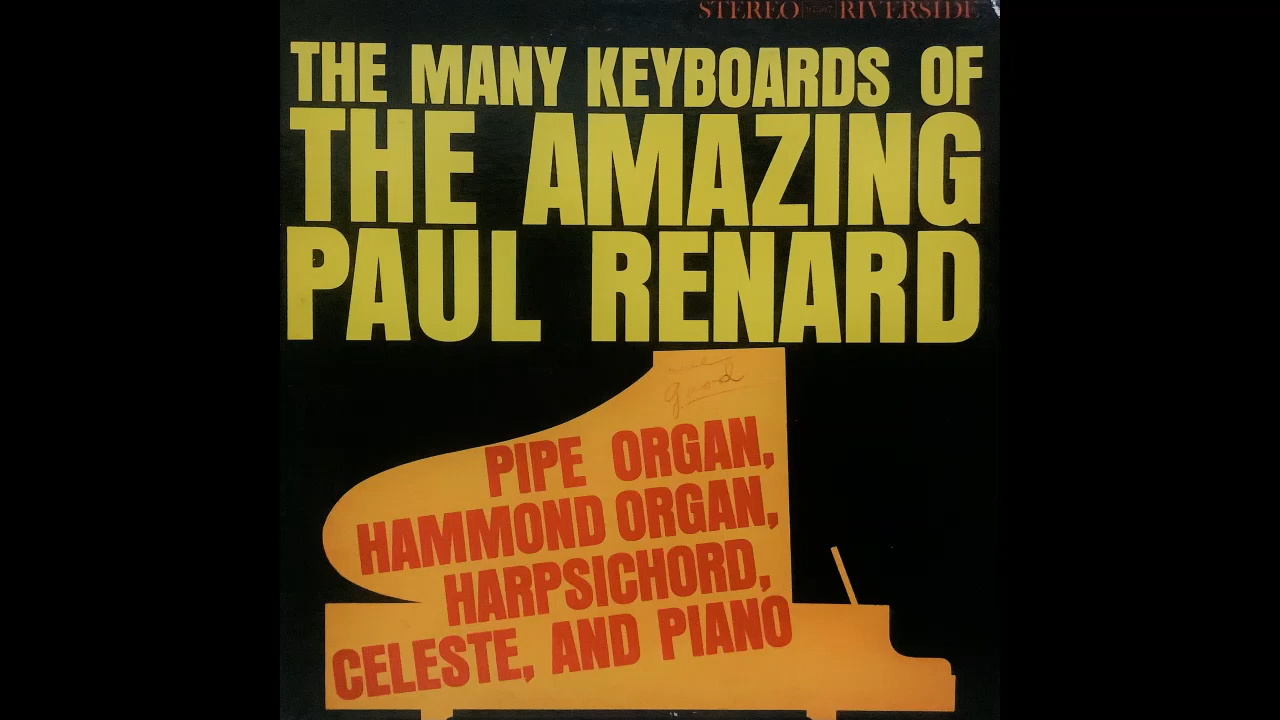 STEREO RIVERSIDE
THE MANY KEYBOARDS OF
THE AMAZING
PAUL RENARD
good
PIPE ORGAN,
HAMMOND ORGAN,
HARPSICHORD,
CELESTE, AND PIANO